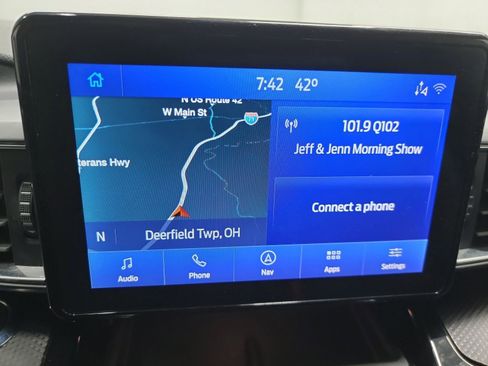 7:42 42°
N US Route 42
W Main St
71
erans Hwy
N Deerfield Twp, OH
101.9 Q102
Jeff & Jenn Morning Show
Connect a phone
Audio Phone Nav Apps Settings